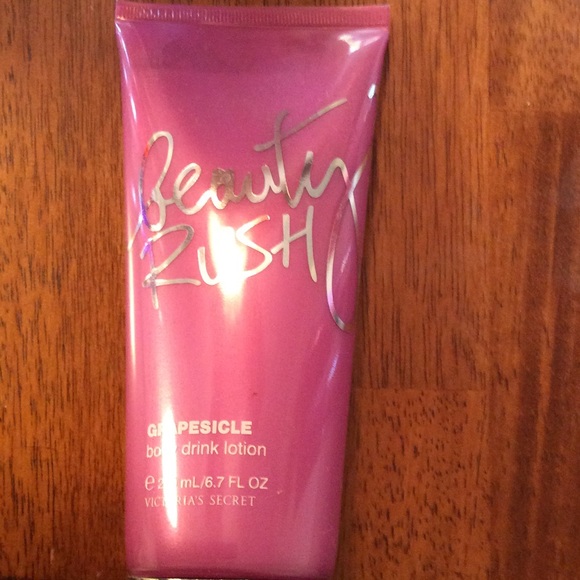 Beauty
RUSH
GRAPESICLE
body drink lotion
e mL/6.7 FL OZ
VICTORIA'S SECRET